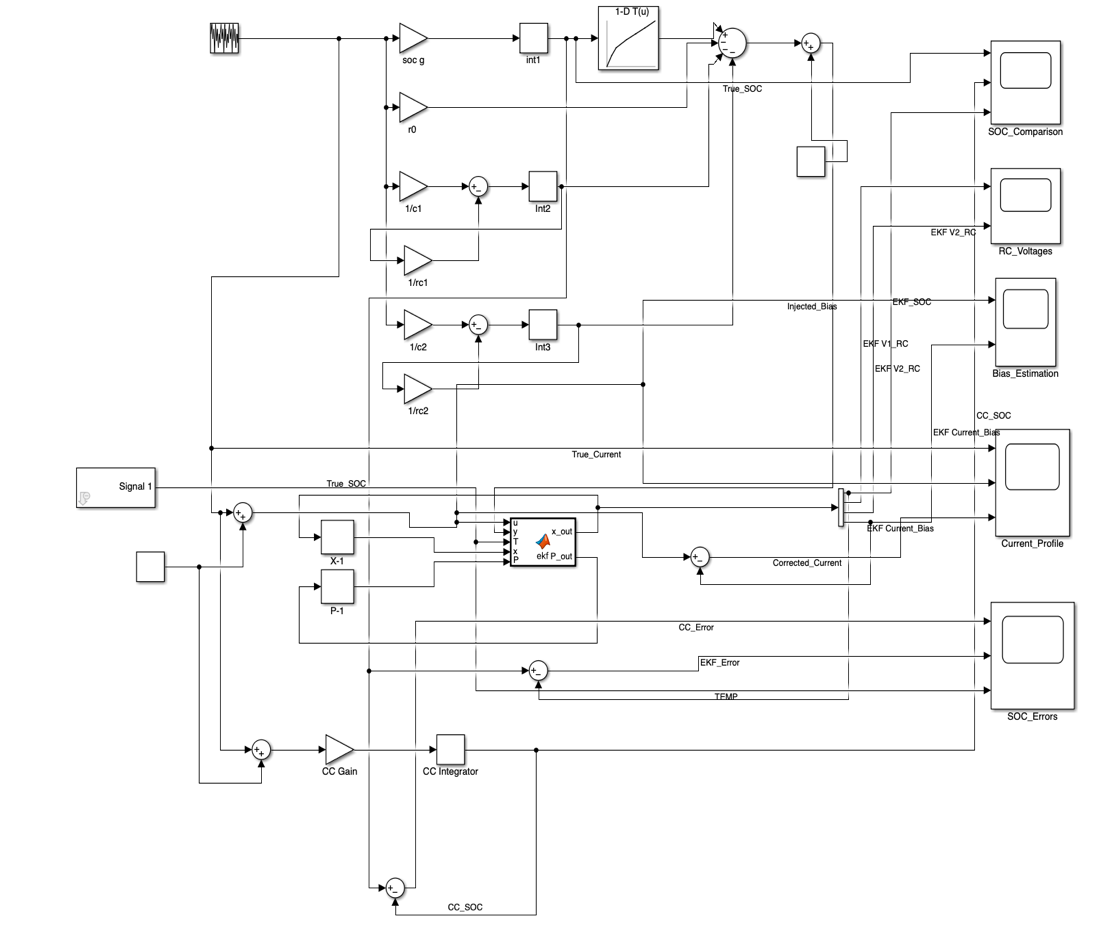 1-D T(u)
soc g
int1
True_SOC
SOC_Comparison
r0
1/c1
Int2
EKF V2_RC
RC_Voltages
1/rc1
Injected_Bias
EKF_SOC
1/c2
Int3
EKF V1_RC
EKF V2_RC
Bias_Estimation
1/rc2
CC_SOC
EKF Current_Bias
True_Current
Signal 1
True_SOC
u
y
T
x
P
x_out
ekf P_out
EKF Current_Bias
Current_Profile
X-1
Corrected_Current
P-1
CC_Error
EKF_Error
TEMP
SOC_Errors
CC Gain
CC Integrator
CC_SOC